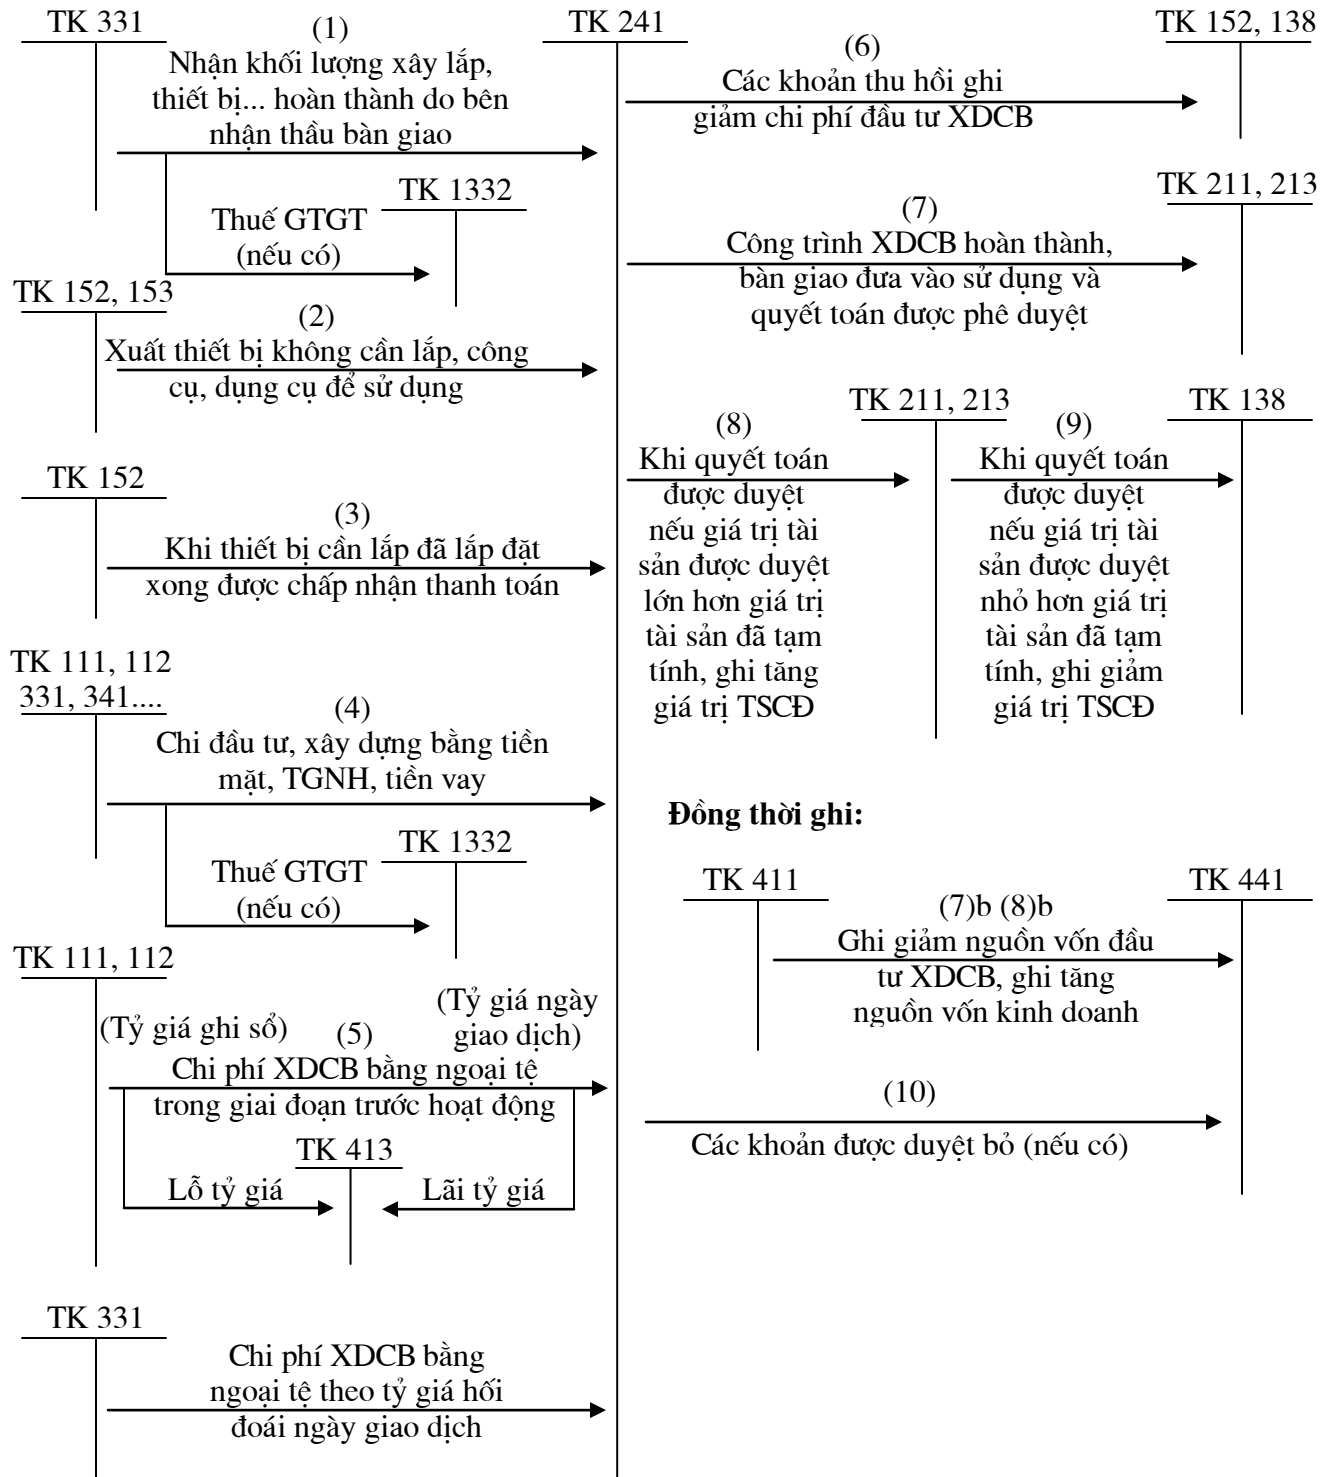 TK 331
(1)
Nhận khối lượng xây lắp,
thiết bị... hoàn thành do bên
nhận thầu bàn giao
TK 1332
Thuế GTGT
(nếu có)
TK 152, 153
(2)
Xuất thiết bị không cần lắp, công
cụ, dụng cụ để sử dụng
TK 152
(3)
Khi thiết bị cần lắp đã lắp đặt
xong được chấp nhận thanh toán
TK 111, 112
331, 341....
(4)
Chi đầu tư, xây dựng bằng tiền
mặt, TGNH, tiền vay
TK 1332
Thuế GTGT
(nếu có)
TK 111, 112
(Tỷ giá ghi sổ)
(5)
(Tỷ giá ngày
giao dịch)
Chi phí XDCB bằng ngoại tệ
trong giai đoạn trước hoạt động
TK 413
Lỗ tỷ giá
Lãi tỷ giá
TK 331
Chi phí XDCB bằng
ngoại tệ theo tỷ giá hối
đoái ngày giao dịch
TK 241
TK 152, 138
(6)
Các khoản thu hồi ghi
giảm chi phí đầu tư XDCB
TK 211, 213
(7)
Công trình XDCB hoàn thành,
bàn giao đưa vào sử dụng và
quyết toán được phê duyệt
TK 211, 213
(8)
Khi quyết toán
được duyệt
nếu giá trị tài
sản được duyệt
lớn hơn giá trị
tài sản đã tạm
tính, ghi tăng
giá trị TSCĐ
TK 138
(9)
Khi quyết toán
được duyệt
nếu giá trị tài
sản được duyệt
nhỏ hơn giá trị
tài sản đã tạm
tính, ghi giảm
giá trị TSCĐ
Đồng thời ghi:
TK 411
TK 441
(7)b (8)b
Ghi giảm nguồn vốn đầu
tư XDCB, ghi tăng
nguồn vốn kinh doanh
(10)
Các khoản được duyệt bỏ (nếu có)